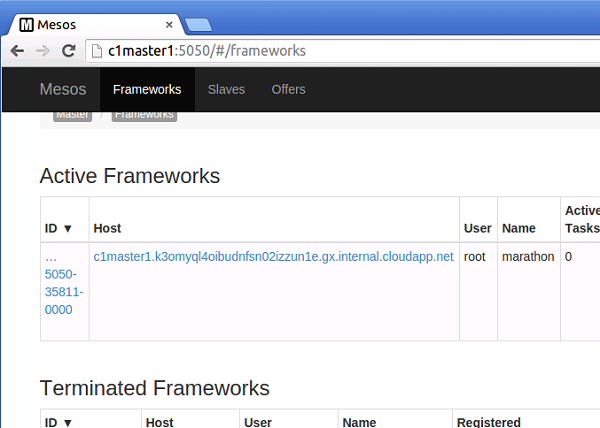 M Mesos ×
c1master1:5050/#/frameworks
Mesos Frameworks Slaves Offers
Master / Frameworks
Active Frameworks
Active
ID ▼ Host User Name Tasks
... c1master1.k3omyql4oibudnfsn02izzun1e.gx.internal.cloudapp.net root marathon 0
5050-
35811-
0000
Terminated Frameworks
ID ▼ Host User Name Registered